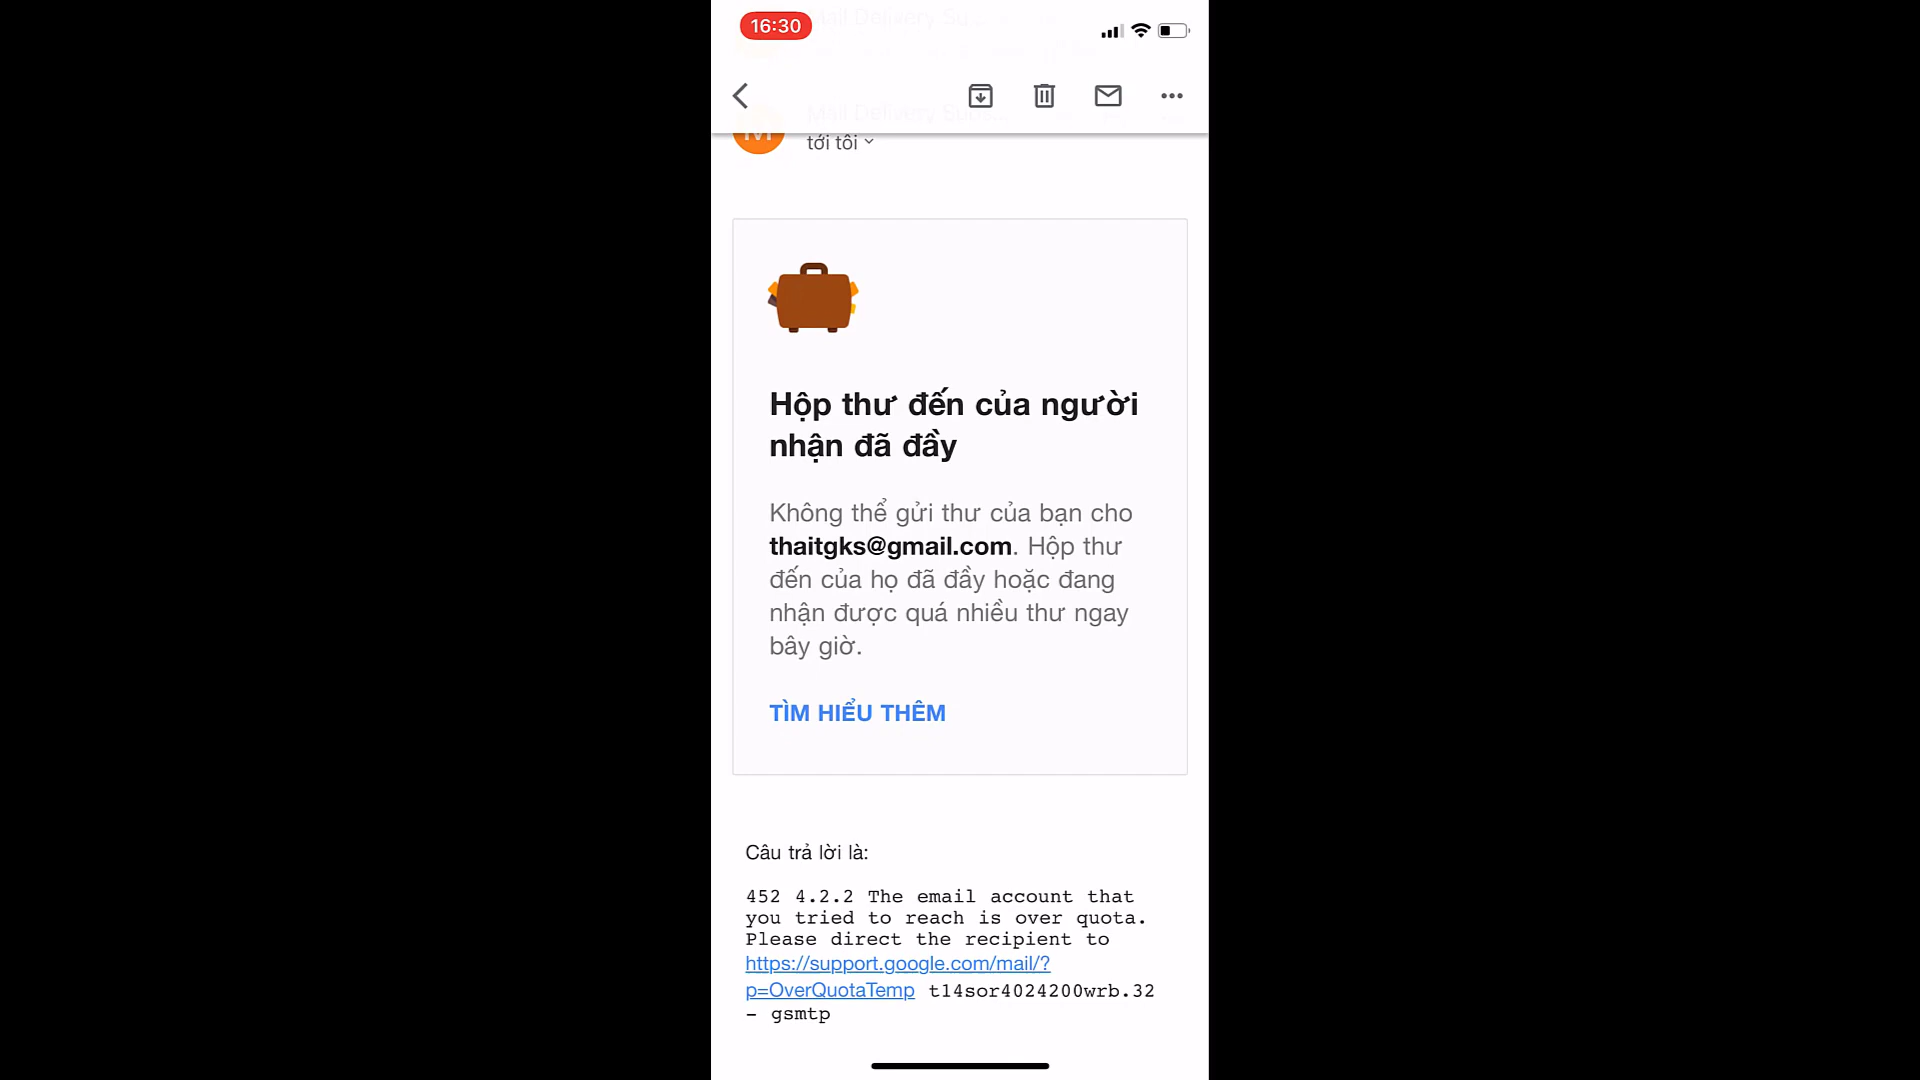 16:30
Mail Delivery Su...
tới tôi
Hộp thư đến của người
nhận đã đầy
Không thể gửi thư của bạn cho
thaitgks@gmail.com. Hộp thư
đến của họ đã đầy hoặc đang
nhận được quá nhiều thư ngay
bây giờ.
TÌM HIỂU THÊM
Câu trả lời là:
452 4.2.2 The email account that
you tried to reach is over quota.
Please direct the recipient to
https://support.google.com/mail/?
p=OverQuotaTemp t14sor4024200wrb.32
- gsmtp